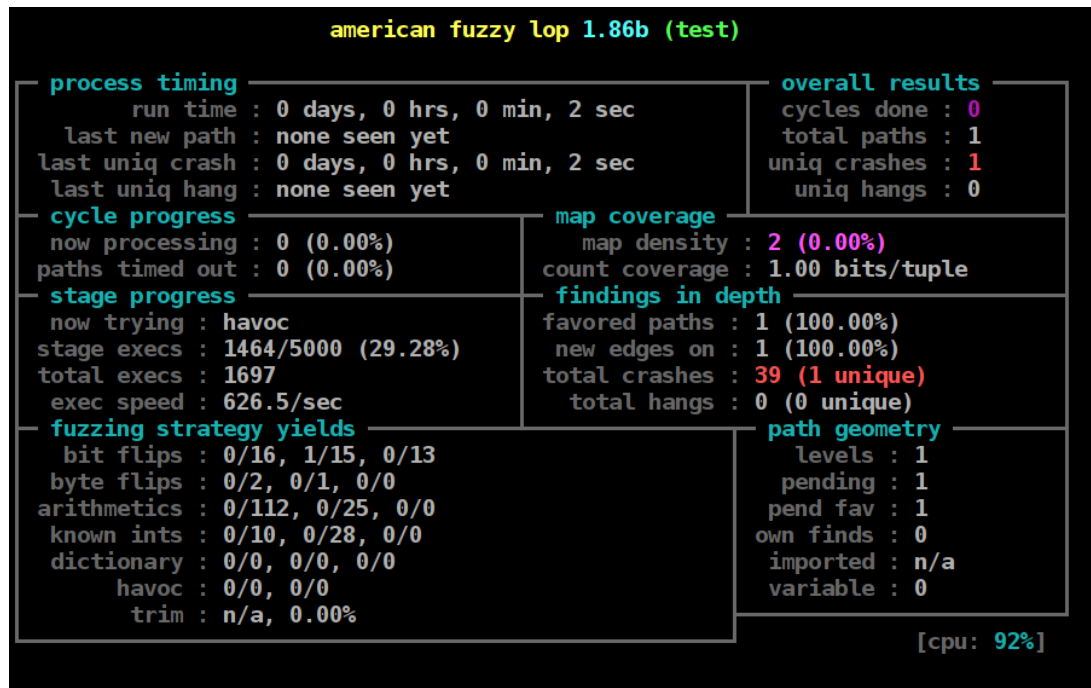 american fuzzy lop 1.86b (test)
process timing
run time : 0 days, 0 hrs, 0 min, 2 sec
last new path : none seen yet
last uniq crash : 0 days, 0 hrs, 0 min, 2 sec
last uniq hang : none seen yet
overall results
cycles done : 0
total paths : 1
uniq crashes : 1
uniq hangs : 0
cycle progress
now processing : 0 (0.00%)
paths timed out : 0 (0.00%)
map coverage
map density : 2 (0.00%)
count coverage : 1.00 bits/tuple
stage progress
now trying : havoc
stage execs : 1464/5000 (29.28%)
total execs : 1697
exec speed : 626.5/sec
findings in depth
favored paths : 1 (100.00%)
new edges on : 1 (100.00%)
total crashes : 39 (1 unique)
total hangs : 0 (0 unique)
fuzzing strategy yields
bit flips : 0/16, 1/15, 0/13
byte flips : 0/2, 0/1, 0/0
arithmetics : 0/112, 0/25, 0/0
known ints : 0/10, 0/28, 0/0
dictionary : 0/0, 0/0, 0/0
havoc : 0/0, 0/0
trim : n/a, 0.00%
path geometry
levels : 1
pending : 1
pend fav : 1
own finds : 0
imported : n/a
variable : 0
[cpu: 92%]